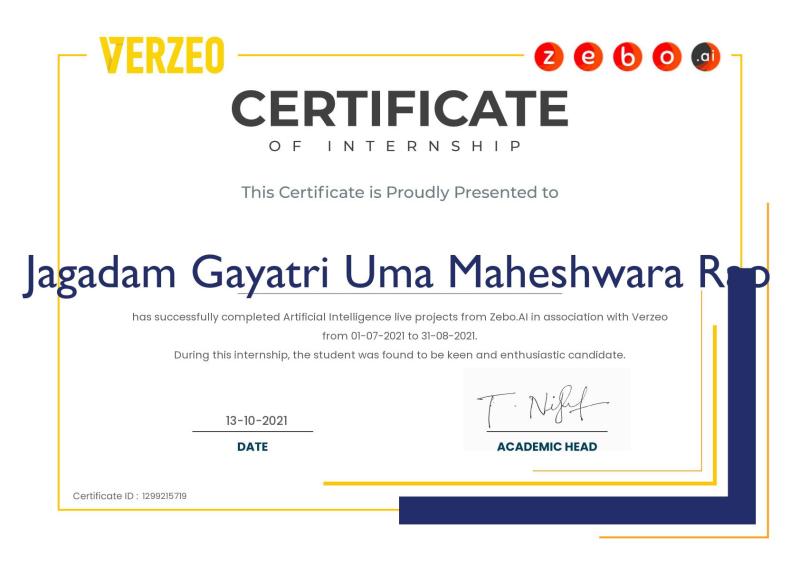 VERZEO
zebo.ai
CERTIFICATE
OF INTERNSHIP
This Certificate is Proudly Presented to
Jagadam Gayatri Uma Maheshwara Rao
has successfully completed Artificial Intelligence live projects from Zebo.AI in association with Verzeo
from 01-07-2021 to 31-08-2021.
During this internship, the student was found to be keen and enthusiastic candidate.
13-10-2021
DATE
ACADEMIC HEAD
Certificate ID : 1299215719